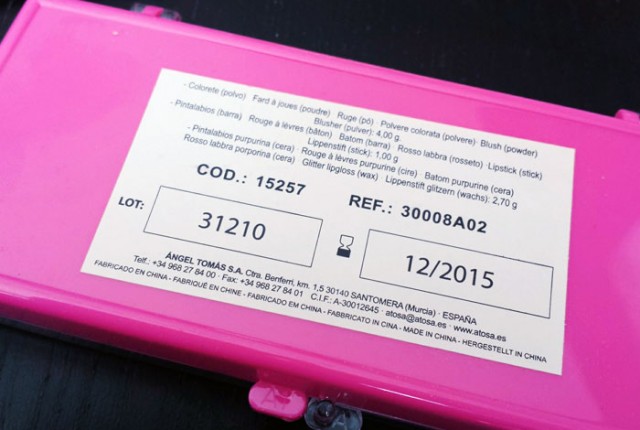 - Colorete (polvo) · Fard à joues (poudre) · Ruge (pó) · Polvere colorata (polvere) · Blush (powder)
Blusher (pulver): 4,00 g.
- Pintalabios (barra) · Rouge à lèvres (bâton) · Batom (barra) · Rosso labbra (rosseto) · Lipstick (stick)
Lippenstift (stick): 1,00 g
- Pintalabios purpurina (cera) · Rouge à lèvres purpurine (cire) · Batom purpurina (cera)
Rosso labbra porporina (cera) · Glitter lipgloss (wax) · Lippenstift glitzern (wachs): 2,70 g
COD.: 15257 REF.: 30008A02
LOT: 31210 12/2015
ÁNGEL TOMÁS S.A. Ctra. Benferri, km. 1,5 30140 SANTOMERA (Murcia) · ESPAÑA
Telf.: +34 968 27 84 00 · Fax: +34 968 27 84 01 C.I.F.: A-30012645 · atosa@atosa.es · www.atosa.es
FABRICADO EN CHINA - FABRIQUÉ EN CHINE - FABRICADO EM CHINA - FABBRICATO IN CINA - MADE IN CHINA - HERGESTELLT IN CHINA